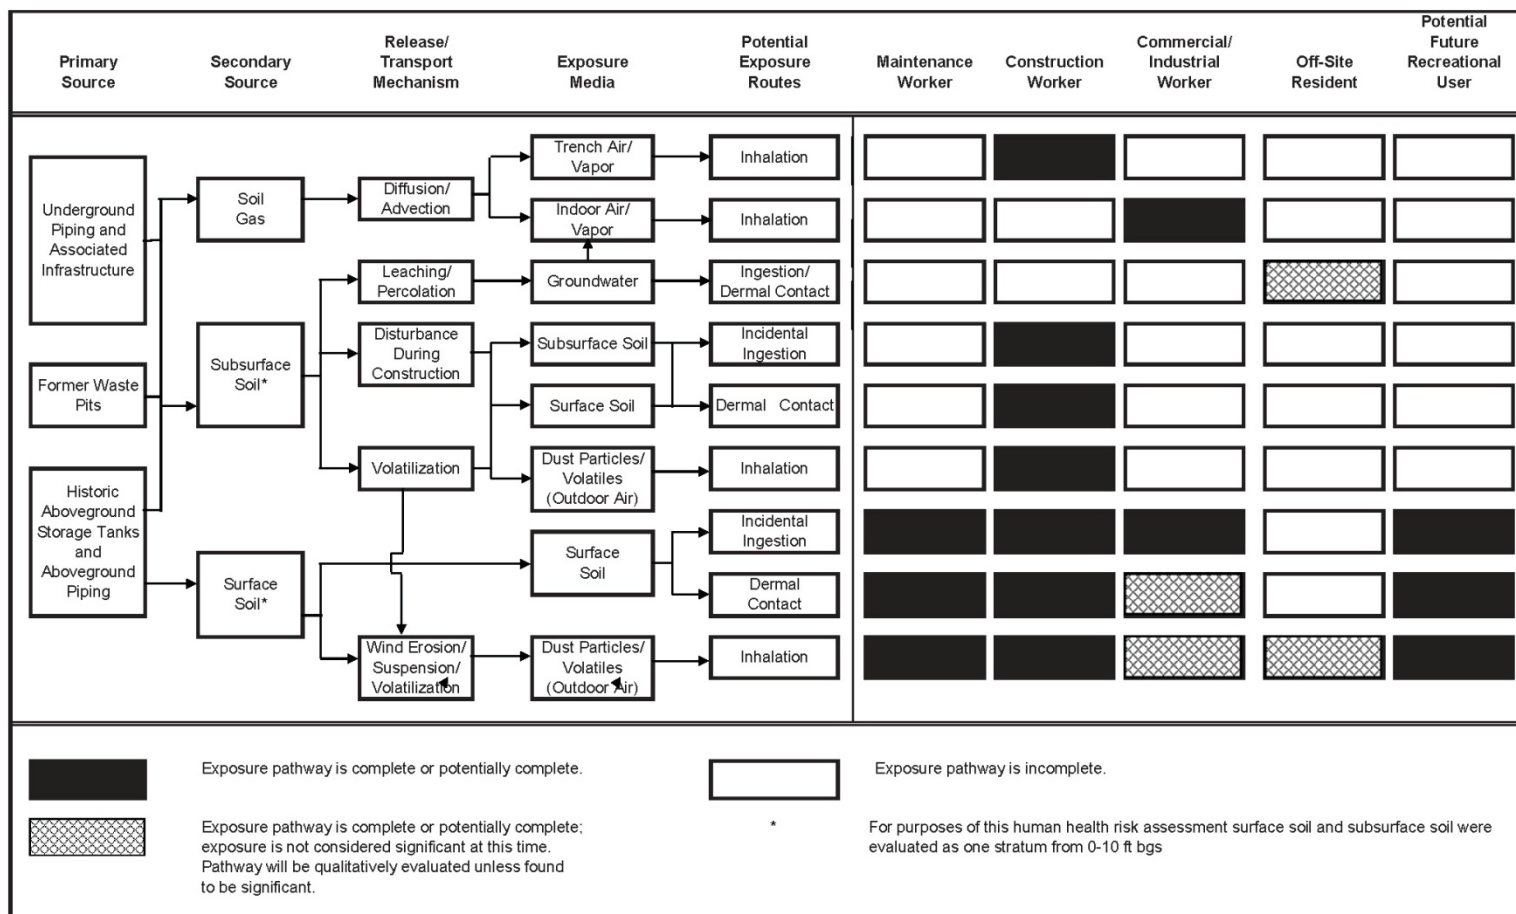 Primary
Source
Secondary
Source
Release/
Transport
Mechanism
Exposure
Media
Potential
Exposure
Routes
Maintenance
Worker
Construction
Worker
Commercial/
Industrial
Worker
Off-Site
Resident
Potential
Future
Recreational
User
Underground
Piping and
Associated
Infrastructure
Former Waste
Pits
Historic
Aboveground
Storage Tanks
and
Aboveground
Piping
Soil
Gas
Subsurface
Soil*
Surface
Soil*
Diffusion/
Advection
Leaching/
Percolation
Disturbance
During
Construction
Volatilization
Wind Erosion/
Suspension/
Volatilization
Trench Air/
Vapor
Indoor Air/
Vapor
Groundwater
Subsurface Soil
Surface Soil
Dust Particles/
Volatiles
(Outdoor Air)
Surface
Soil
Dust Particles/
Volatiles
(Outdoor Air)
Inhalation
Inhalation
Ingestion/
Dermal Contact
Incidental
Ingestion
Dermal Contact
Inhalation
Incidental
Ingestion
Dermal
Contact
Inhalation
Exposure pathway is complete or potentially complete.
Exposure pathway is complete or potentially complete;
exposure is not considered significant at this time.
Pathway will be qualitatively evaluated unless found
to be significant.
Exposure pathway is incomplete.
*
For purposes of this human health risk assessment surface soil and subsurface soil were
evaluated as one stratum from 0-10 ft bgs